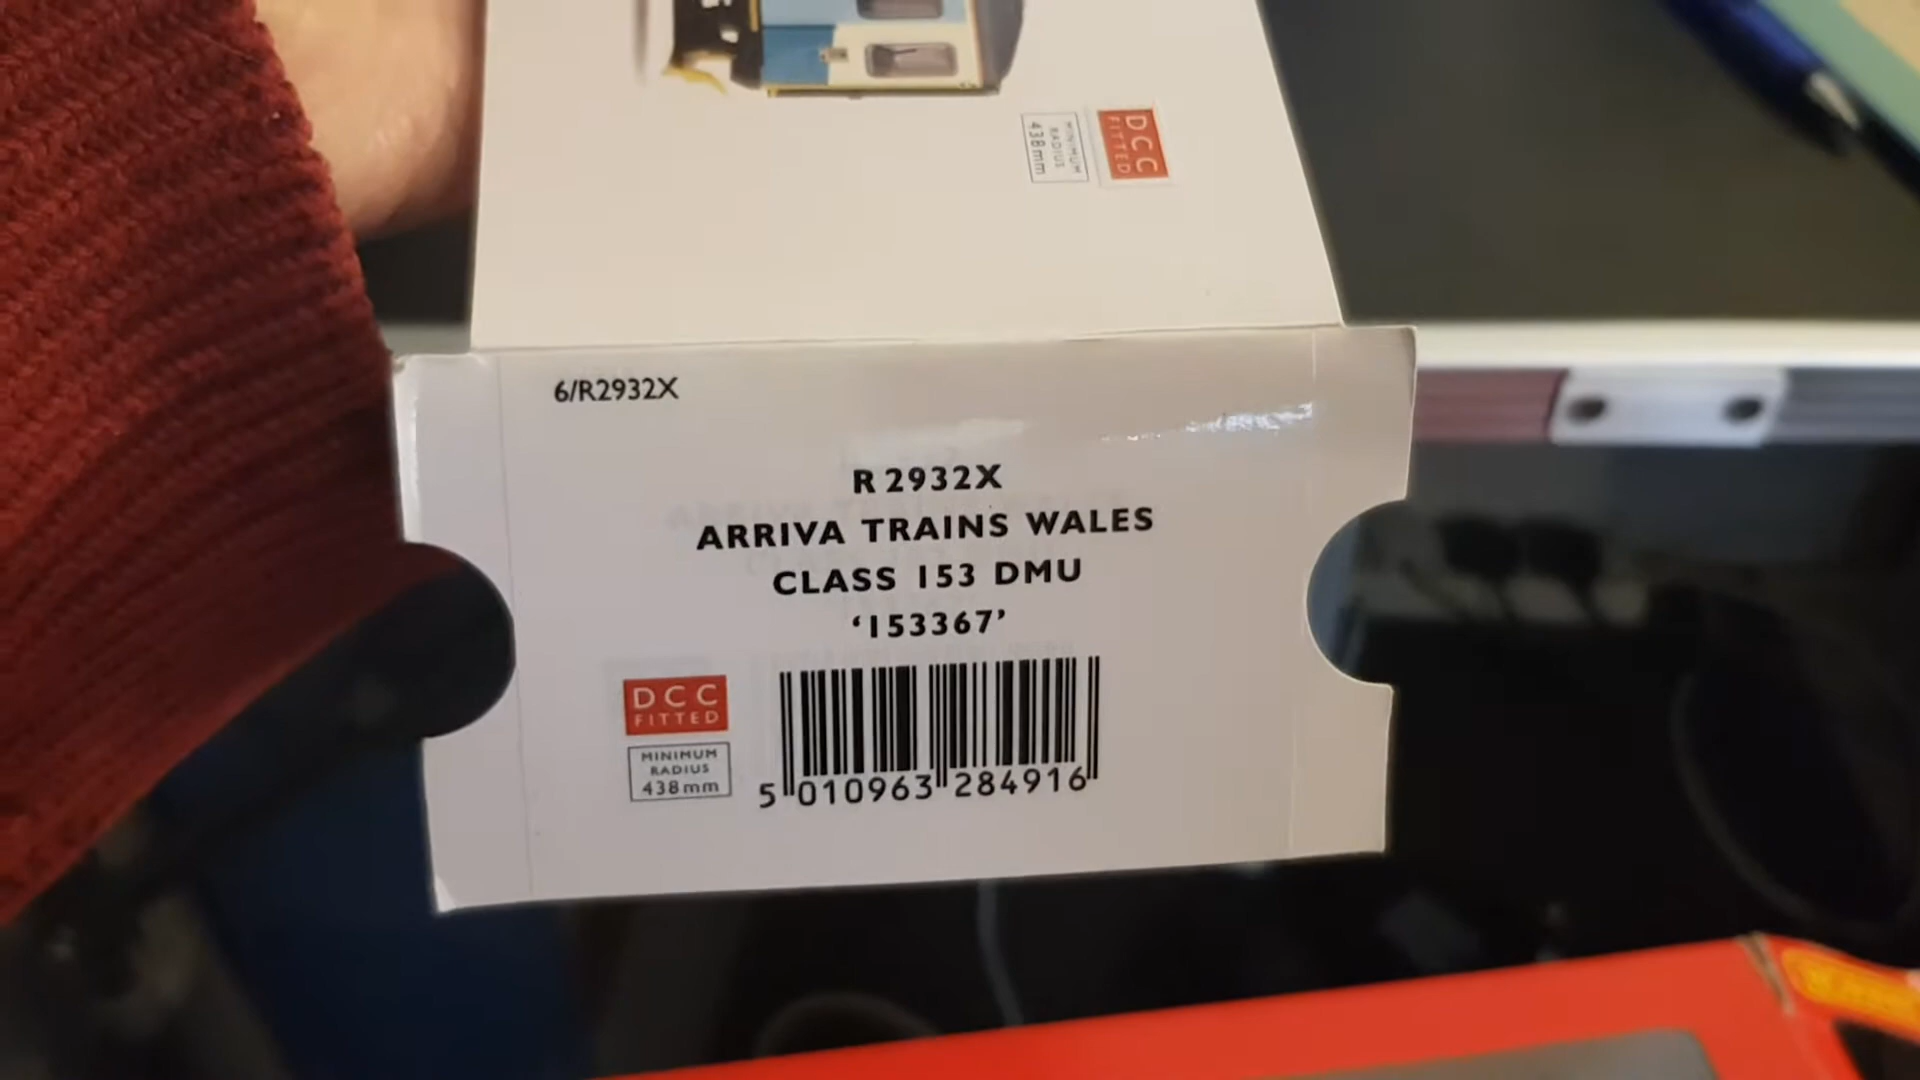 DCC
FITTED
MINIMUM
RADIUS
438mm
6/R2932X
R 2932X
ARRIVA TRAINS WALES
CLASS 153 DMU
‘153367’
DCC
FITTED
MINIMUM
RADIUS
438mm
5 010963 284916